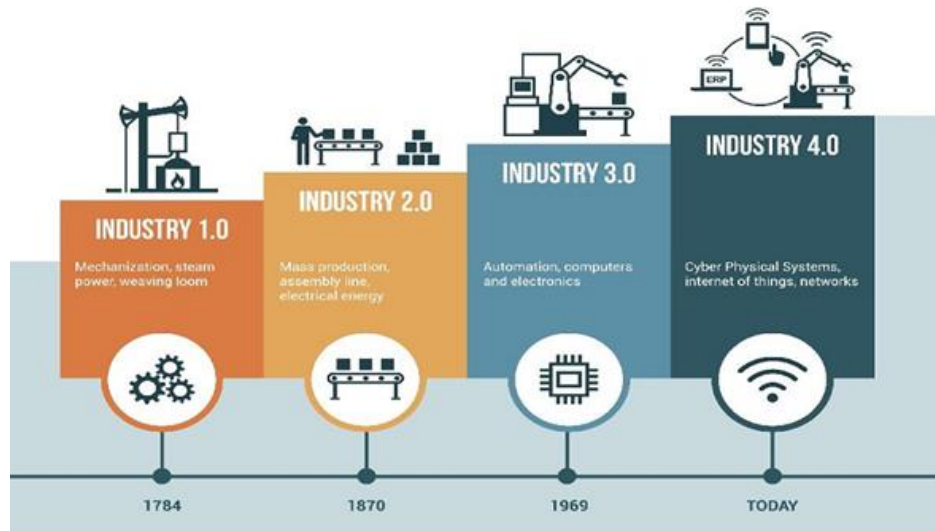 ERP
INDUSTRY 1.0
Mechanization, steam
power, weaving loom
INDUSTRY 2.0
Mass production,
assembly line,
electrical energy
INDUSTRY 3.0
Automation, computers
and electronics
INDUSTRY 4.0
Cyber Physical Systems,
internet of things, networks
1784
1870
1969
TODAY